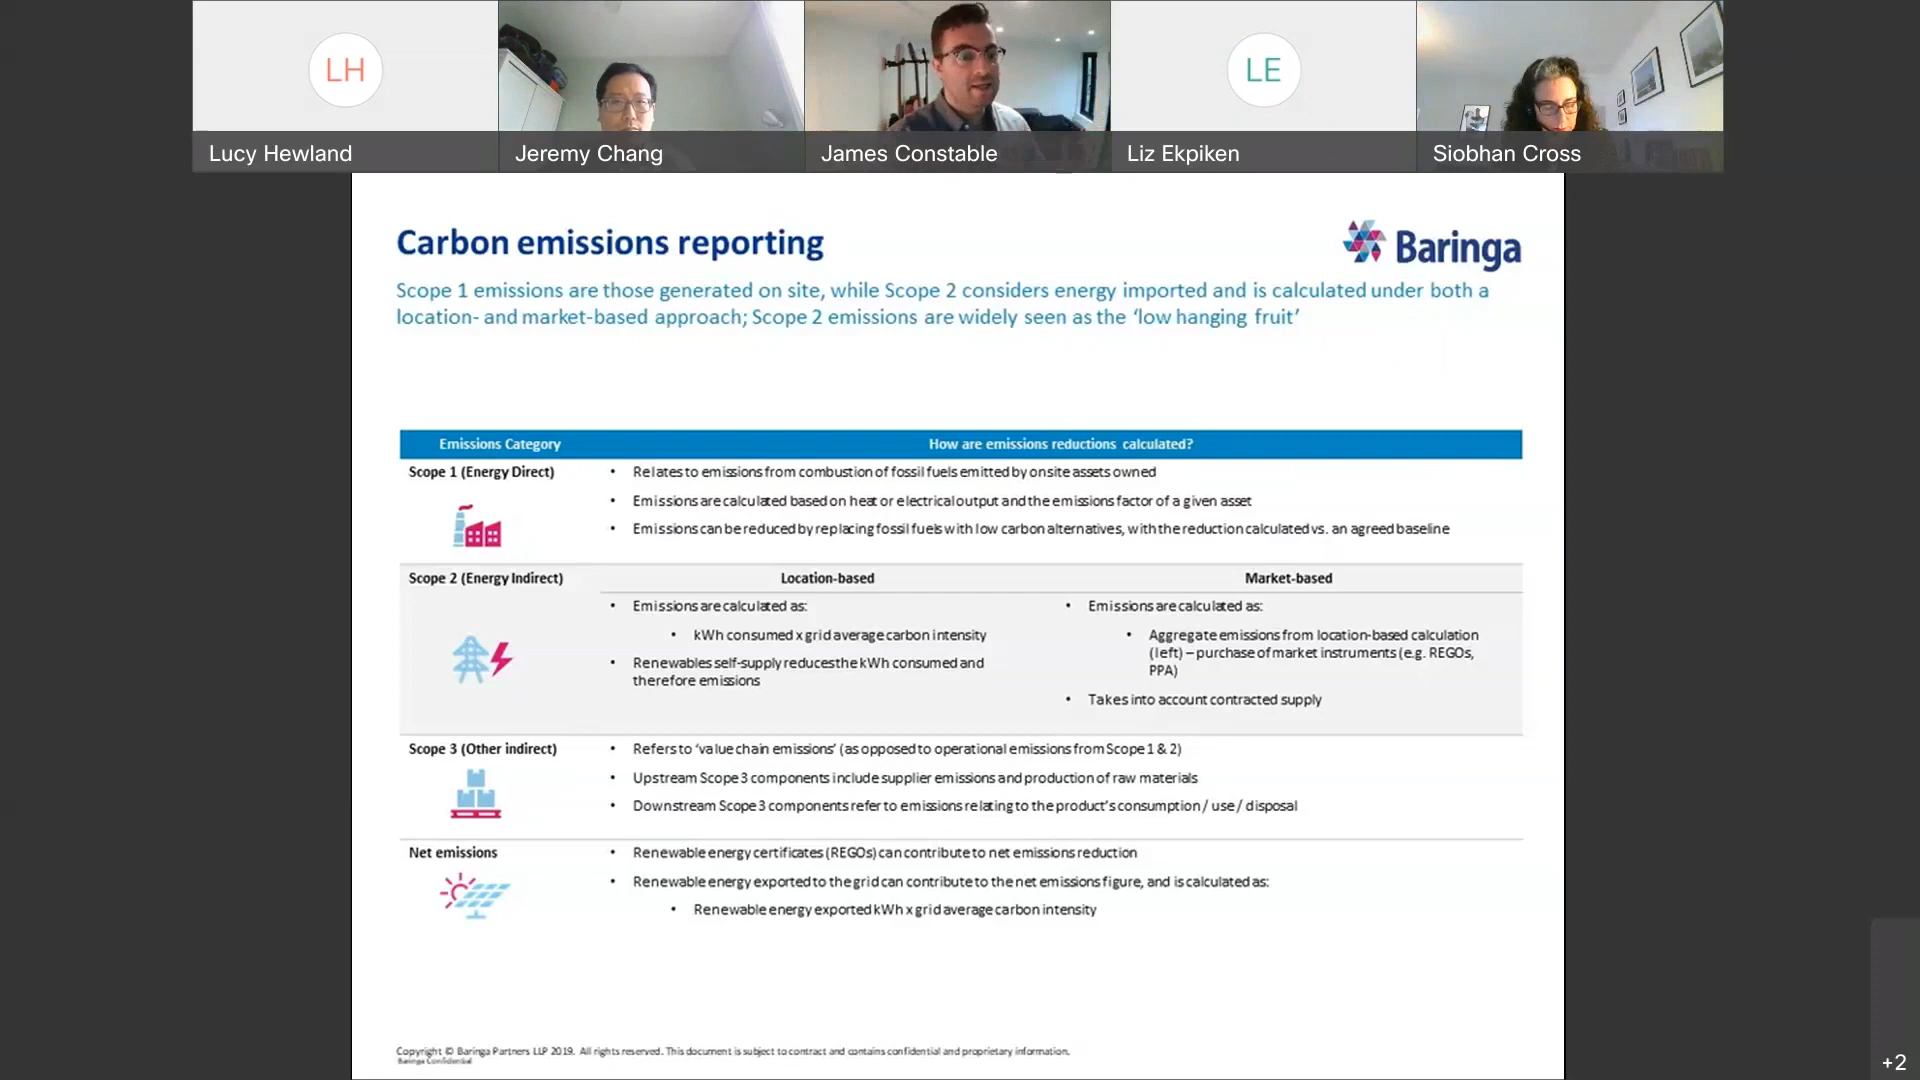 LH
LE
Lucy Hewland
Jeremy Chang
James Constable
Liz Ekpiken
Siobhan Cross
Carbon emissions reporting
Baringa
Scope 1 emissions are those generated on site, while Scope 2 considers energy imported and is calculated under both a
location- and market-based approach; Scope 2 emissions are widely seen as the ‘low hanging fruit’
Emissions Category
How are emissions reductions calculated?
Scope 1 (Energy Direct)
• Relates to emissions from combustion of fossil fuels emitted by onsite assets owned
• Emissions are calculated based on heat or electrical output and the emissions factor of a given asset
• Emissions can be reduced by replacing fossil fuels with low carbon alternatives, with the reduction calculated vs. an agreed baseline
Scope 2 (Energy Indirect)
Location-based
• Emissions are calculated as:
• kWh consumed x grid average carbon intensity
• Renewables self-supply reduces the kWh consumed and
therefore emissions
Market-based
• Emissions are calculated as:
• Aggregate emissions from location-based calculation
(left) – purchase of market instruments (e.g. REGOs,
PPA)
• Takes into account contracted supply
Scope 3 (Other indirect)
• Refers to ‘value chain emissions’ (as opposed to operational emissions from Scope 1 & 2)
• Upstream Scope 3 components include supplier emissions and production of raw materials
• Downstream Scope 3 components refer to emissions relating to the product's consumption / use / disposal
Net emissions
• Renewable energy certificates (REGOs) can contribute to net emissions reduction
• Renewable energy exported to the grid can contribute to the net emissions figure, and is calculated as:
• Renewable energy exported kWh x grid average carbon intensity
Copyright © Baringa Partners LLP 2019. All rights reserved. This document is subject to contract and contains confidential and proprietary information.
Baringa Confidential
+2